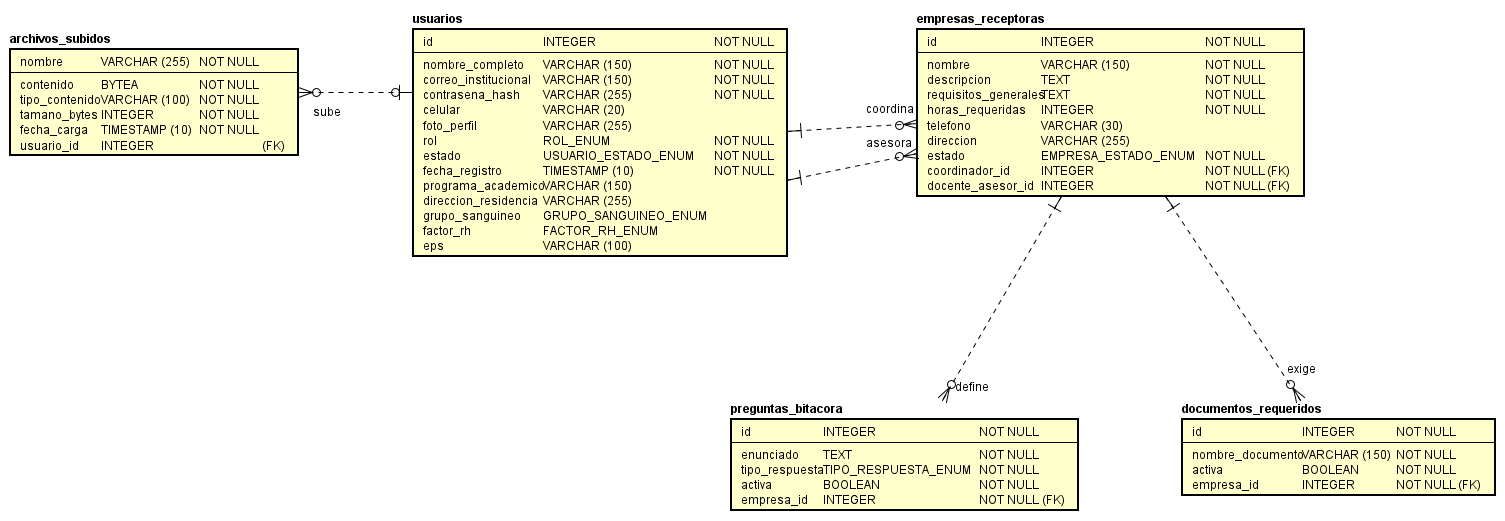 archivos_subidos
nombre VARCHAR (255) NOT NULL
contenido BYTEA NOT NULL
tipo_contenido VARCHAR (100) NOT NULL
tamano_bytes INTEGER NOT NULL
fecha_carga TIMESTAMP (10) NOT NULL
usuario_id INTEGER (FK)
sube
usuarios
id INTEGER NOT NULL
nombre_completo VARCHAR (150) NOT NULL
correo_institucional VARCHAR (150) NOT NULL
contrasena_hash VARCHAR (255) NOT NULL
celular VARCHAR (20)
foto_perfil VARCHAR (255)
rol ROL_ENUM NOT NULL
estado USUARIO_ESTADO_ENUM NOT NULL
fecha_registro TIMESTAMP (10) NOT NULL
programa_academico VARCHAR (150)
direccion_residencia VARCHAR (255)
grupo_sanguineo GRUPO_SANGUINEO_ENUM
factor_rh FACTOR_RH_ENUM
eps VARCHAR (100)
coordina
asesora
empresas_receptoras
id INTEGER NOT NULL
nombre VARCHAR (150) NOT NULL
descripcion TEXT NOT NULL
requisitos_generales TEXT NOT NULL
horas_requeridas INTEGER NOT NULL
telefono VARCHAR (30)
direccion VARCHAR (255)
estado EMPRESA_ESTADO_ENUM NOT NULL
coordinador_id INTEGER NOT NULL (FK)
docente_asesor_id INTEGER NOT NULL (FK)
define
exige
preguntas_bitacora
id INTEGER NOT NULL
enunciado TEXT NOT NULL
tipo_respuesta TIPO_RESPUESTA_ENUM NOT NULL
activa BOOLEAN NOT NULL
empresa_id INTEGER NOT NULL (FK)
documentos_requeridos
id INTEGER NOT NULL
nombre_documento VARCHAR (150) NOT NULL
activa BOOLEAN NOT NULL
empresa_id INTEGER NOT NULL (FK)